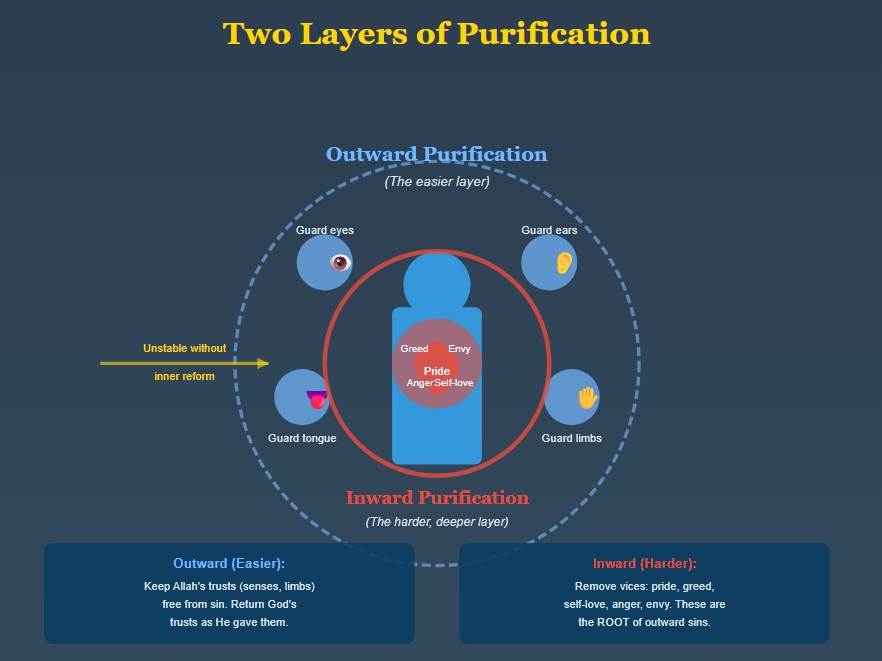 Two Layers of Purification
Outward Purification
(The easier layer)
Guard eyes
Guard ears
Greed
Envy
Pride
Anger
Self-love
Unstable without
inner reform
Guard tongue
Guard limbs
Inward Purification
(The harder, deeper layer)
Outward (Easier):
Keep Allah's trusts (senses, limbs)
free from sin. Return God's
trusts as He gave them.
Inward (Harder):
Remove vices: pride, greed,
self-love, anger, envy. These are
the ROOT of outward sins.